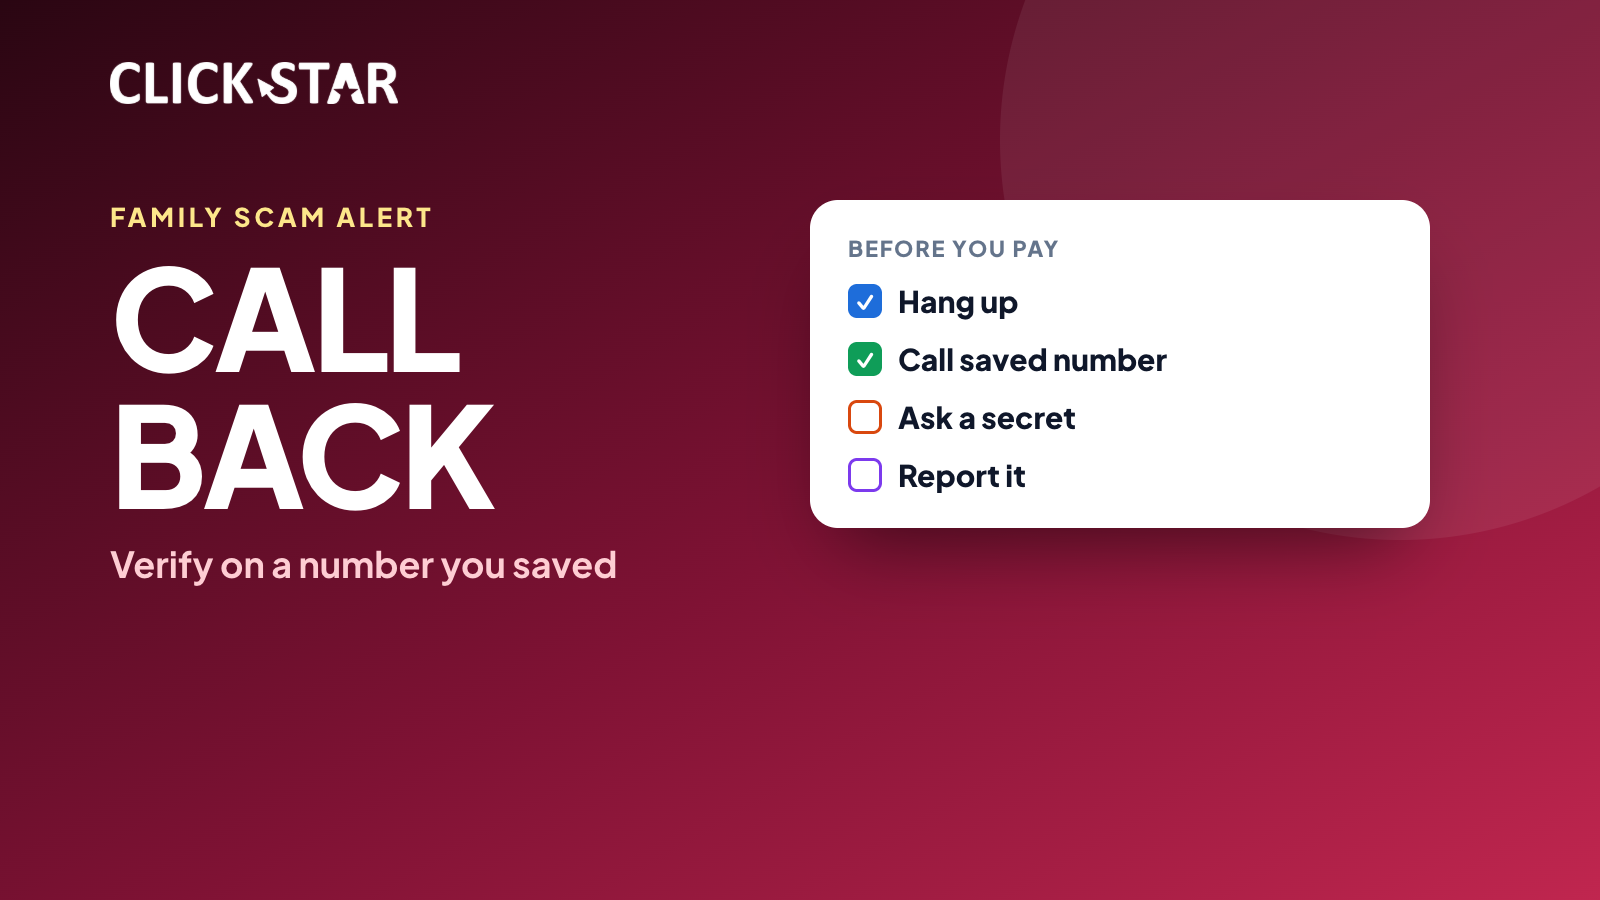 CLICKSTAR
FAMILY SCAM ALERT
CALL
BACK
Verify on a number you saved
BEFORE YOU PAY
Hang up
Call saved number
Ask a secret
Report it